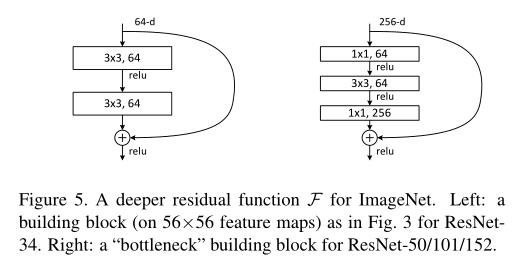 64-d
3x3, 64
relu
3x3, 64
+
relu
256-d
1x1, 64
relu
3x3, 64
relu
1x1, 256
+
relu
Figure 5. A deeper residual function F for ImageNet. Left: a
building block (on 56×56 feature maps) as in Fig. 3 for ResNet-
34. Right: a “bottleneck” building block for ResNet-50/101/152.